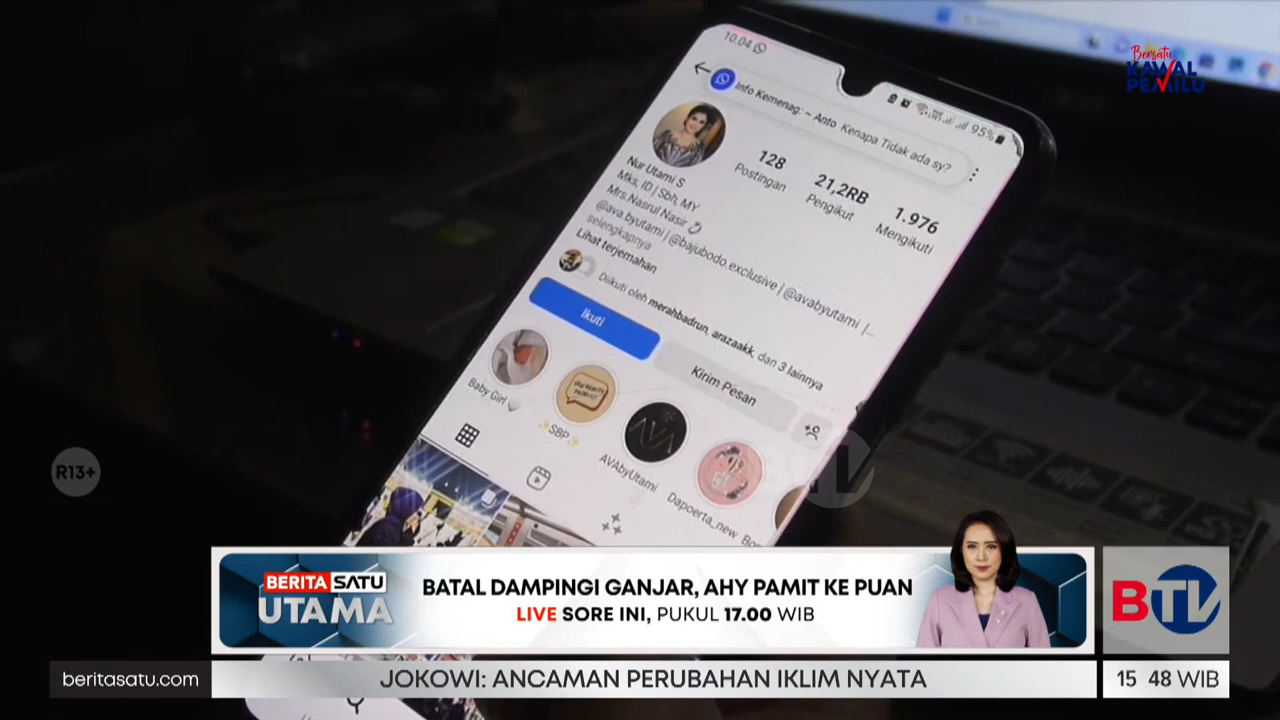 Bersatu
KAWAL
PEMILU
10.04
95%
Info Kemenag: ~ Anto Kenapa Tidak ada sy?
128
Postingan
21,2RB
Pengikut
1.976
Mengikuti
Nur Utami S
Mks, ID | Sbh, MY
Mrs.Nasrul Nasir
@ava.byutami | @bajubodo.exclusive | @avabyutami |...
selengkapnya
Lihat terjemahan
Diikuti oleh merahbadrun, arazaakk, dan 3 lainnya
Ikuti
Kirim Pesan
Baby Girl
SBP
AVA
AVAbyUtami
Dapoerta_new
R13+
BTV
BERITA SATU
UTAMA
BATAL DAMPINGI GANJAR, AHY PAMIT KE PUAN
LIVE SORE INI, PUKUL 17.00 WIB
BTV
beritasatu.com
JOKOWI: ANCAMAN PERUBAHAN IKLIM NYATA
15 48 WIB